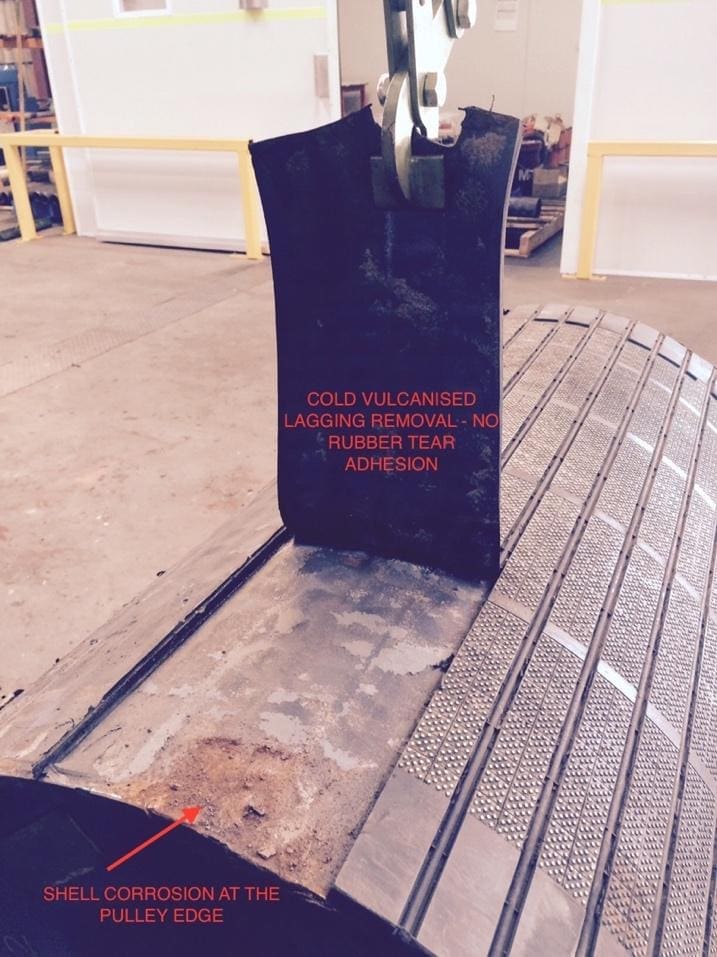 COLD VULCANISED
LAGGING REMOVAL - NO
RUBBER TEAR
ADHESION
SHELL CORROSION AT THE
PULLEY EDGE